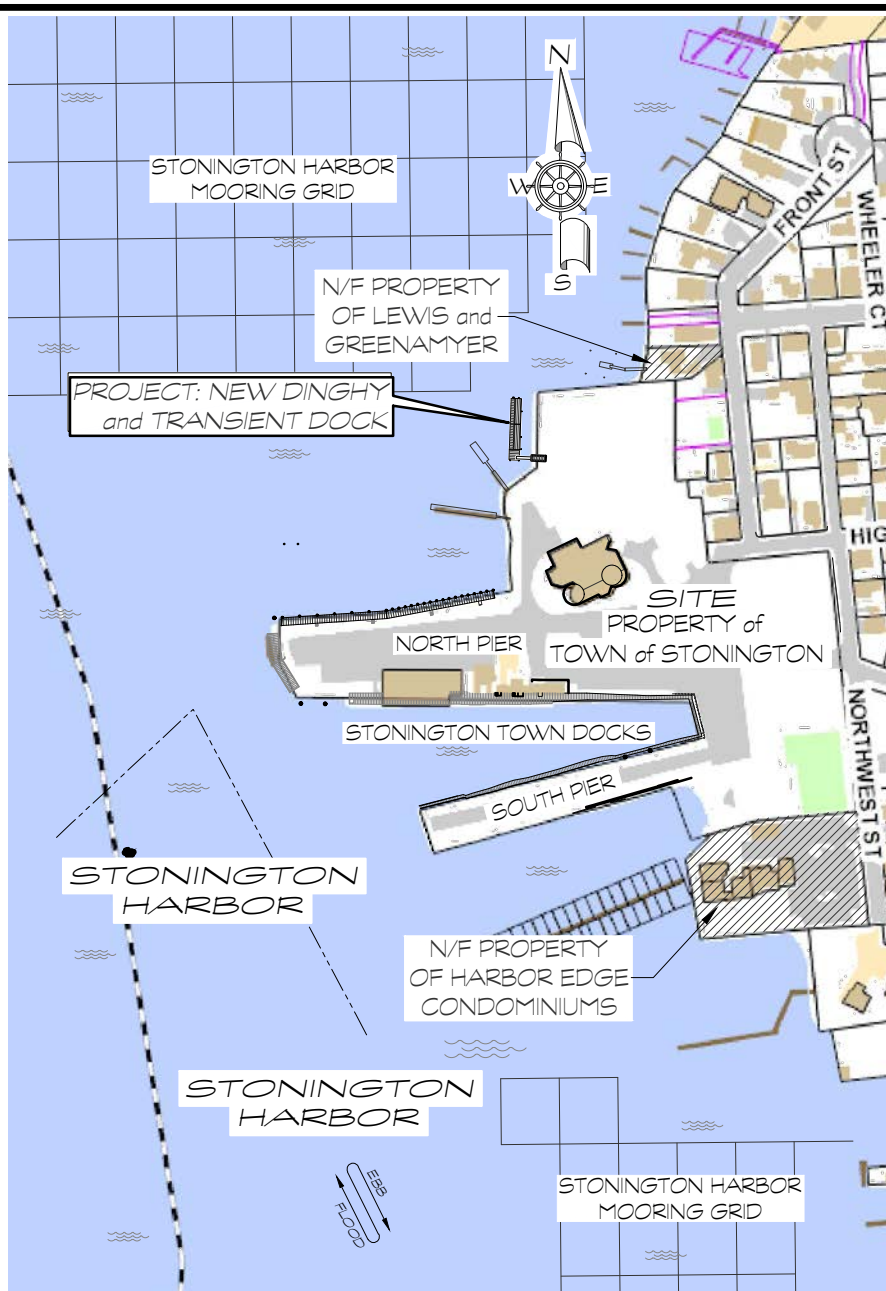 N
STONINGTON HARBOR
MOORING GRID
W
E
S
FRONT ST
WHEELER CT
N/F PROPERTY
OF LEWIS and
GREENAMYER
PROJECT: NEW DINGHY
and TRANSIENT DOCK
HIG
SITE
PROPERTY of
TOWN of STONINGTON
NORTH PIER
STONINGTON TOWN DOCKS
NORTHWEST ST
SOUTH PIER
STONINGTON
HARBOR
N/F PROPERTY
OF HARBOR EDGE
CONDOMINIUMS
STONINGTON
HARBOR
EBB
FLOOD
STONINGTON HARBOR
MOORING GRID